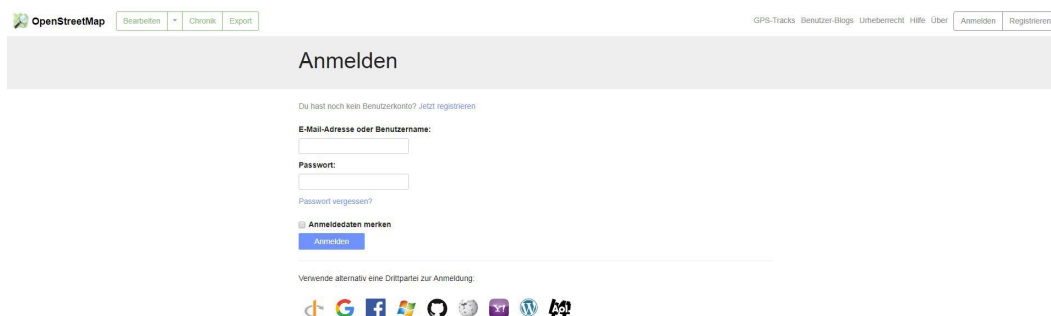 OpenStreetMap Bearbeiten Chronik Export GPS-Tracks Benutzer-Blogs Urheberrecht Hilfe Über Anmelden Registrieren
Anmelden
Du hast noch kein Benutzerkonto? Jetzt registrieren
E-Mail-Adresse oder Benutzername:
Passwort:
Passwort vergessen?
Anmeldedaten merken
Anmelden
Verwende alternativ eine Drittpartei zur Anmeldung:
G f Y! W Aol